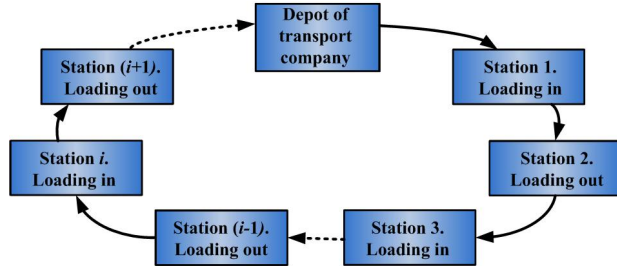 Depot of
transport
company
Station 1.
Loading in
Station 2.
Loading out
Station 3.
Loading in
Station (i-1).
Loading out
Station i.
Loading in
Station (i+1).
Loading out